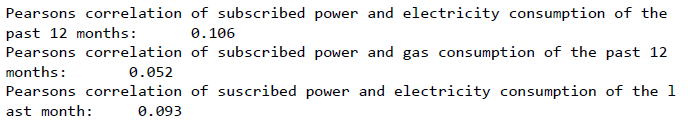 Pearsons correlation of subscribed power and electricity consumption of the
past 12 months:      0.106
Pearsons correlation of subscribed power and gas consumption of the past 12
months:      0.052
Pearsons correlation of suscribed power and electricity consumption of the l
ast month:     0.093